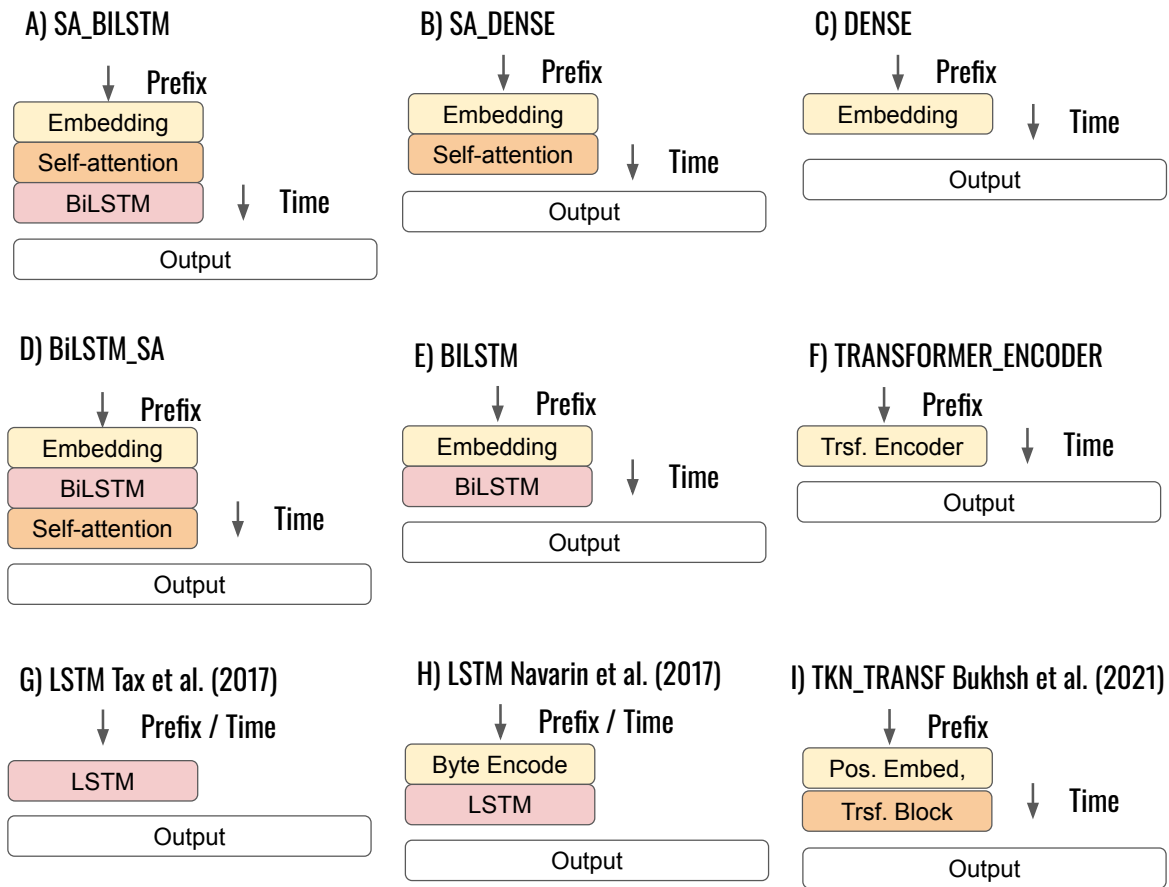 A) SA_BILSTM
Prefix
Embedding
Self-attention
BiLSTM
Time
Output
B) SA_DENSE
Prefix
Embedding
Self-attention
Time
Output
C) DENSE
Prefix
Embedding
Time
Output
D) BiLSTM_SA
Prefix
Embedding
BiLSTM
Self-attention
Time
Output
E) BILSTM
Prefix
Embedding
BiLSTM
Time
Output
F) TRANSFORMER_ENCODER
Prefix
Trsf. Encoder
Time
Output
G) LSTM Tax et al. (2017)
Prefix / Time
LSTM
Output
H) LSTM Navarin et al. (2017)
Prefix / Time
Byte Encode
LSTM
Output
I) TKN_TRANSF Bukhsh et al. (2021)
Prefix
Pos. Embed,
Trsf. Block
Time
Output